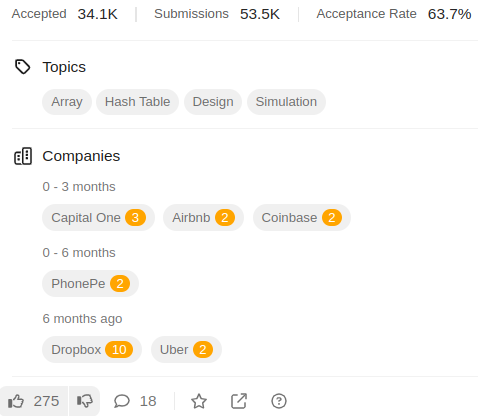 Accepted 34.1K Submissions 53.5K Acceptance Rate 63.7%
Topics
Array Hash Table Design Simulation
Companies
0 - 3 months
Capital One 3 Airbnb 2 Coinbase 2
0 - 6 months
PhonePe 2
6 months ago
Dropbox 10 Uber 2
275 18